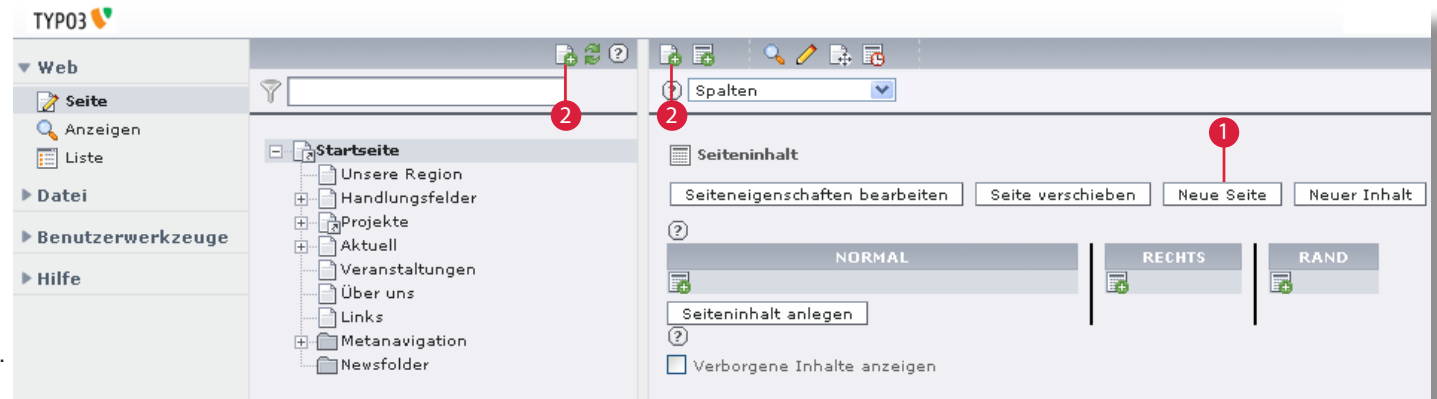 TYPO3
Web
Seite
Anzeigen
Liste
Datei
Benutzerwerkzeuge
Hilfe
2
Startseite
Unsere Region
Handlungsfelder
Projekte
Aktuell
Veranstaltungen
Über uns
Links
Metanavigation
Newsfolder
Spalten
2
1
Seiteninhalt
Seiteneigenschaften bearbeiten Seite verschieben Neue Seite Neuer Inhalt
NORMAL RECHTS RAND
Seiteninhalt anlegen
Verborgene Inhalte anzeigen
.